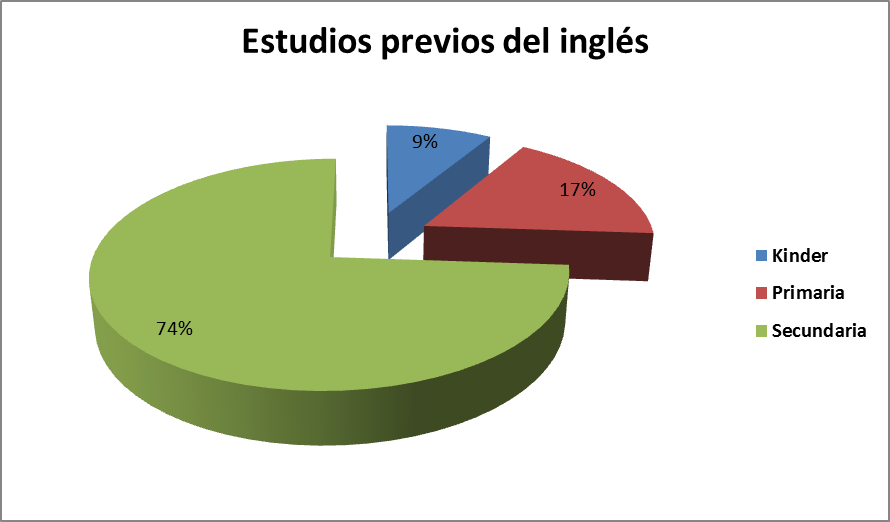 Estudios previos del inglés
9%
17%
74%
Kinder
Primaria
Secundaria